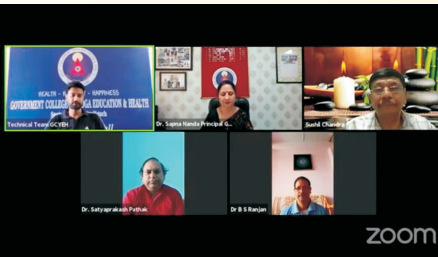 HEALTH - HAPPINESS
GOVERNMENT COLLEGE YOGA EDUCATION & HEALTH
Technical Team GCYEH
Dr. Sapna Nanda Principal G...
Sushil Chandra
Dr. Satyaprakash Pathak
Dr B S Ranjan
zoom